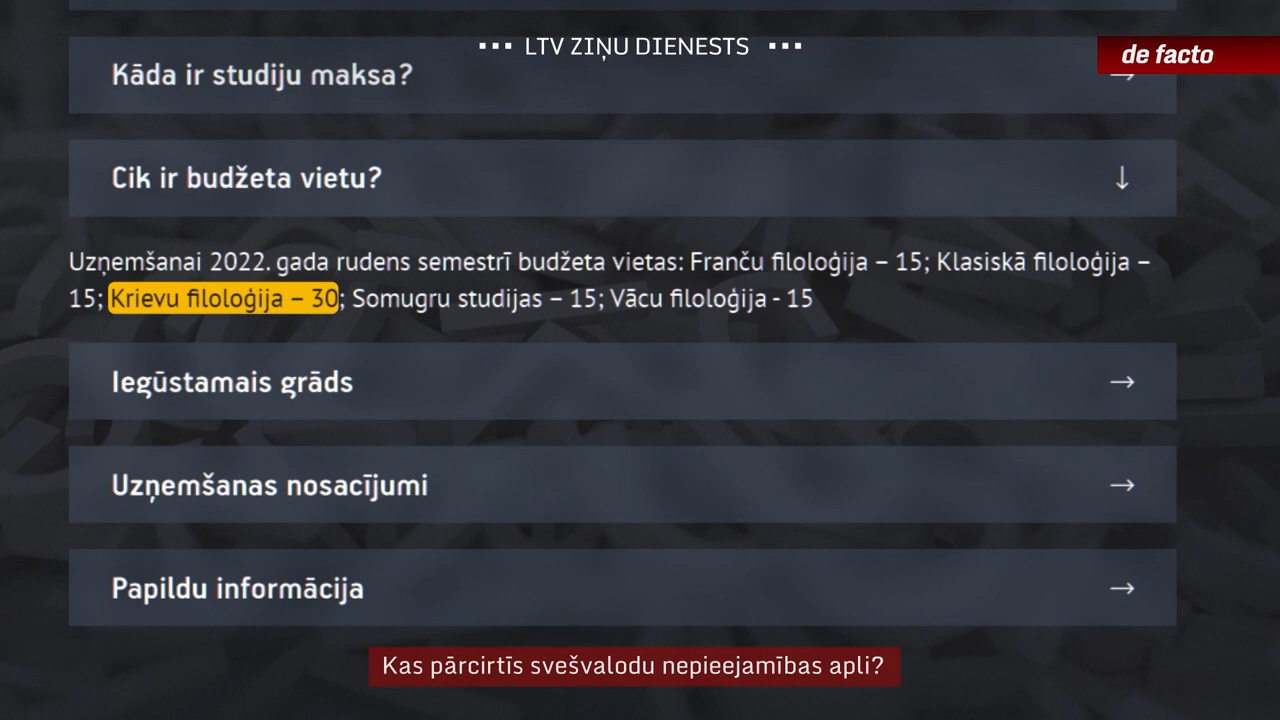 LTV ZIŅU DIENESTS
de facto
Kāda ir studiju maksa?
Cik ir budžeta vietu?
Uzņemšanai 2022. gada rudens semestrī budžeta vietas: Franču filoloģija – 15; Klasiskā filoloģija –
15; Krievu filoloģija – 30; Somugru studijas – 15; Vācu filoloģija - 15
Iegūstamais grāds
Uzņemšanas nosacījumi
Papildu informācija
Kas pārcirtīs svešvalodu nepieejamības apli?